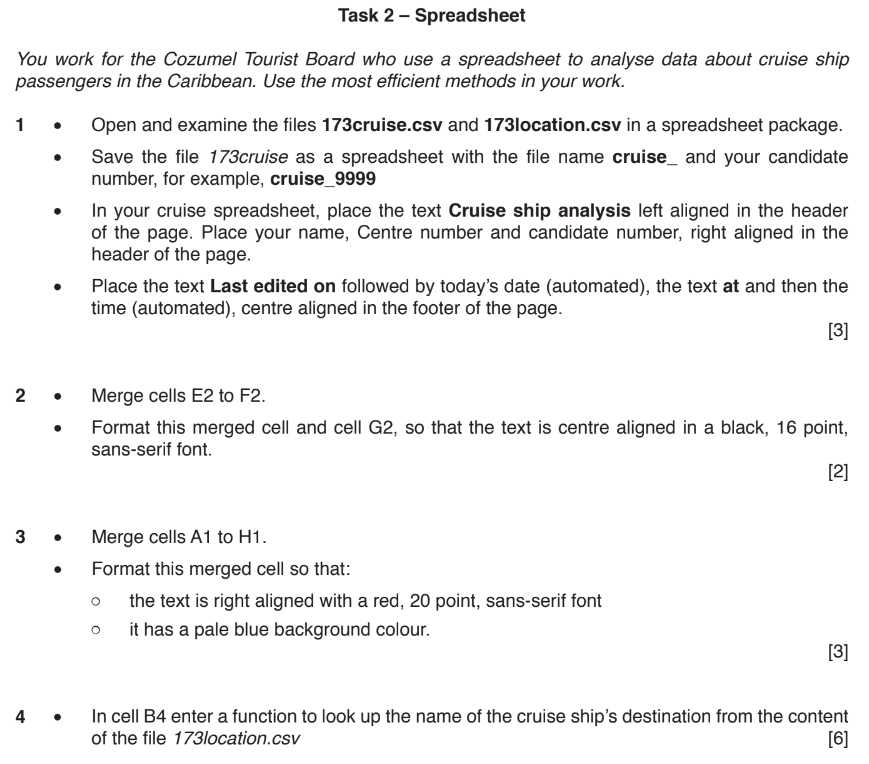 Task 2 – Spreadsheet
You work for the Cozumel Tourist Board who use a spreadsheet to analyse data about cruise ship
passengers in the Caribbean. Use the most efficient methods in your work.
1 • Open and examine the files 173cruise.csv and 173location.csv in a spreadsheet package.
• Save the file 173cruise as a spreadsheet with the file name cruise_ and your candidate
number, for example, cruise_9999
• In your cruise spreadsheet, place the text Cruise ship analysis left aligned in the header
of the page. Place your name, Centre number and candidate number, right aligned in the
header of the page.
• Place the text Last edited on followed by today’s date (automated), the text at and then the
time (automated), centre aligned in the footer of the page.
[3]
2 • Merge cells E2 to F2.
• Format this merged cell and cell G2, so that the text is centre aligned in a black, 16 point,
sans-serif font.
[2]
3 • Merge cells A1 to H1.
• Format this merged cell so that:
○ the text is right aligned with a red, 20 point, sans-serif font
○ it has a pale blue background colour.
[3]
4 • In cell B4 enter a function to look up the name of the cruise ship’s destination from the content
of the file 173location.csv [6]